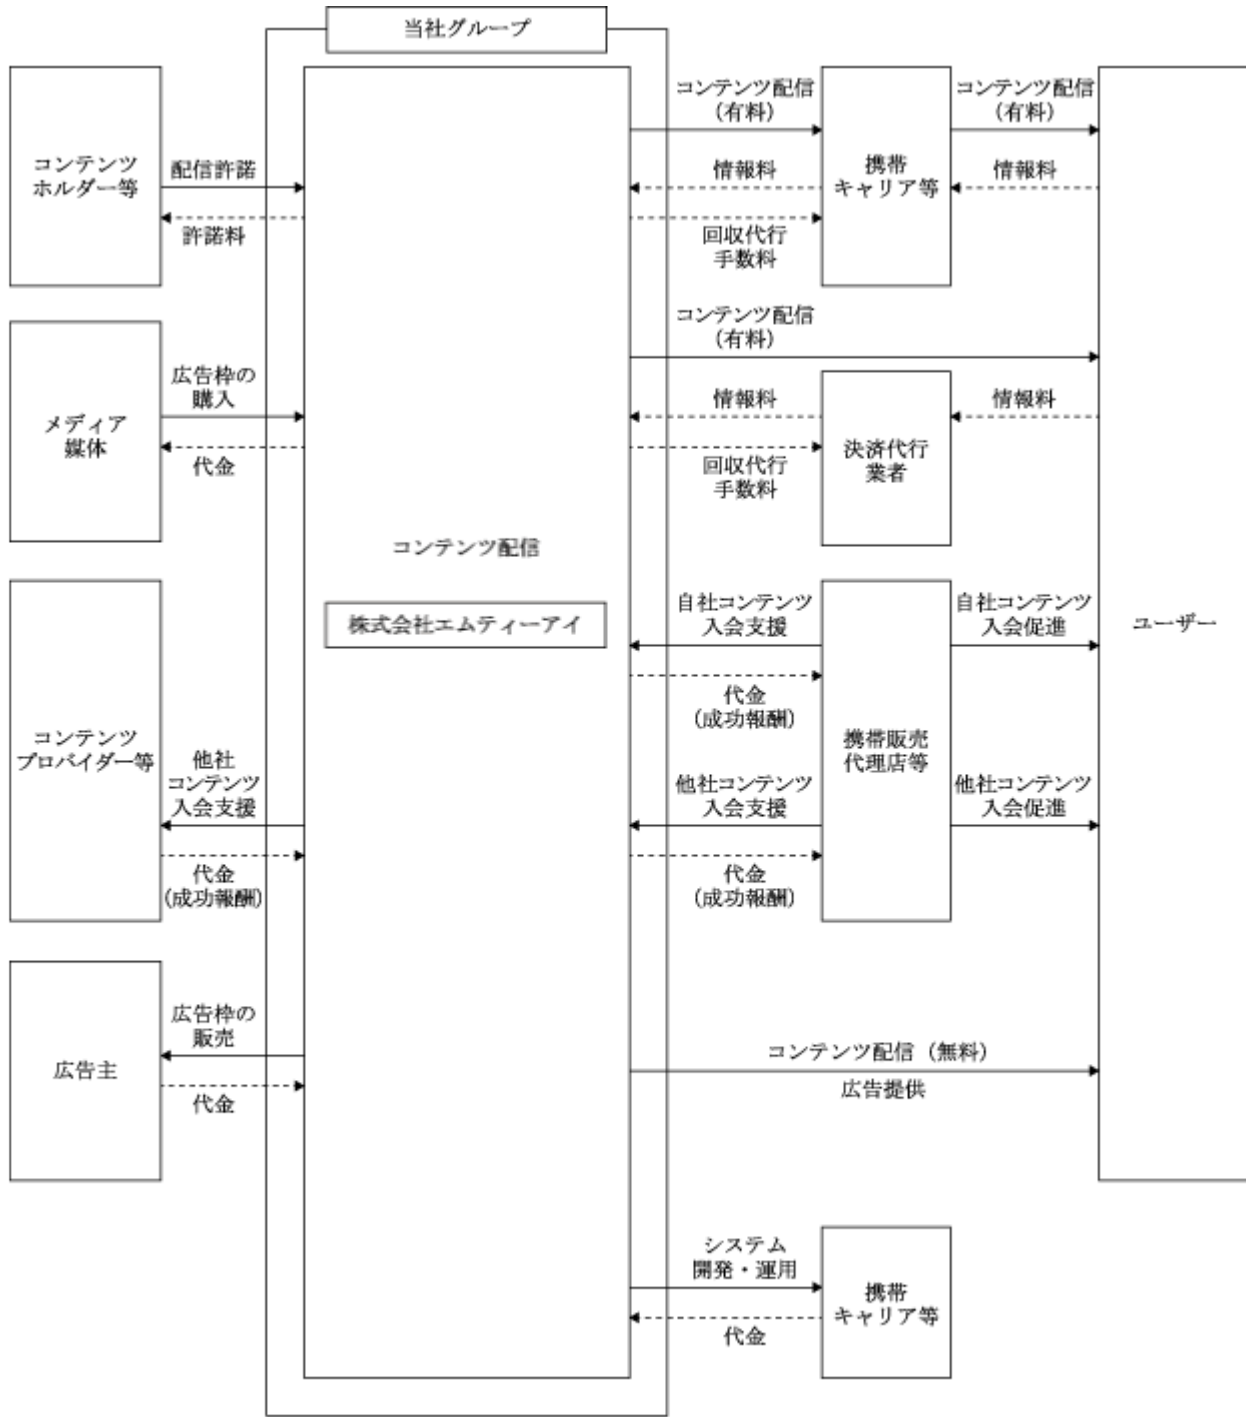 当社グループ
コンテンツ
ホルダー等
配信許諾
許諾料
コンテンツ配信
(有料)
情報料
回収代行
手数料
携帯
キャリア等
コンテンツ配信
(有料)
情報料
コンテンツ配信
(有料)
メディア
媒体
広告枠の
購入
代金
情報料
回収代行
手数料
決済代行
業者
情報料
コンテンツ配信
株式会社エムティーアイ
自社コンテンツ
入会支援
代金
(成功報酬)
自社コンテンツ
入会促進
ユーザー
コンテンツ
プロバイダー等
他社
コンテンツ
入会支援
代金
(成功報酬)
他社コンテンツ
入会支援
代金
(成功報酬)
携帯販売
代理店等
他社コンテンツ
入会促進
広告主
広告枠の
販売
代金
コンテンツ配信（無料）
広告提供
システム
開発・運用
代金
携帯
キャリア等